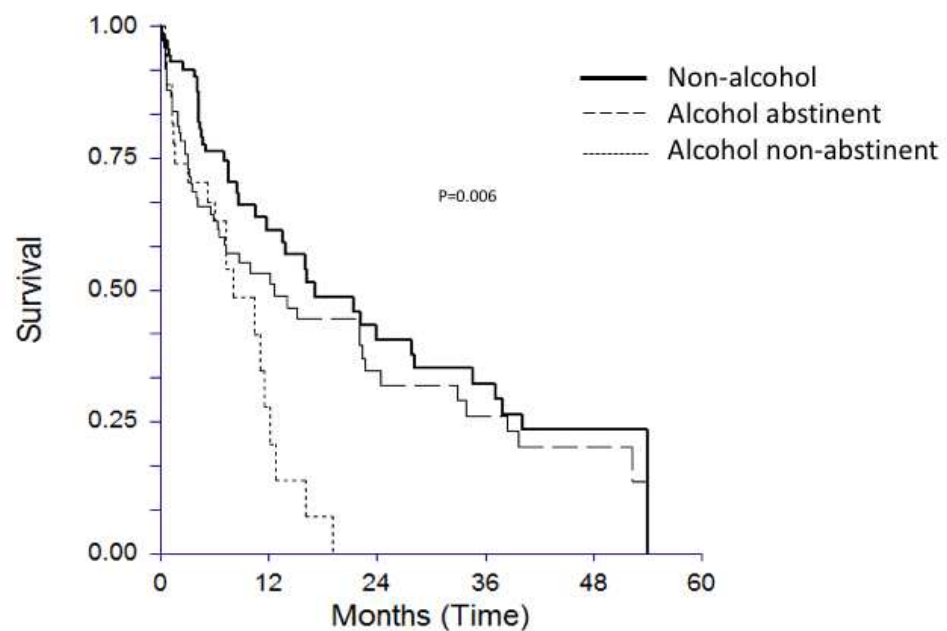 1.00
Non-alcohol
Alcohol abstinent
Alcohol non-abstinent
0.75
P=0.006
Survival
0.50
0.25
0.00
0 12 24 36 48 60
Months (Time)